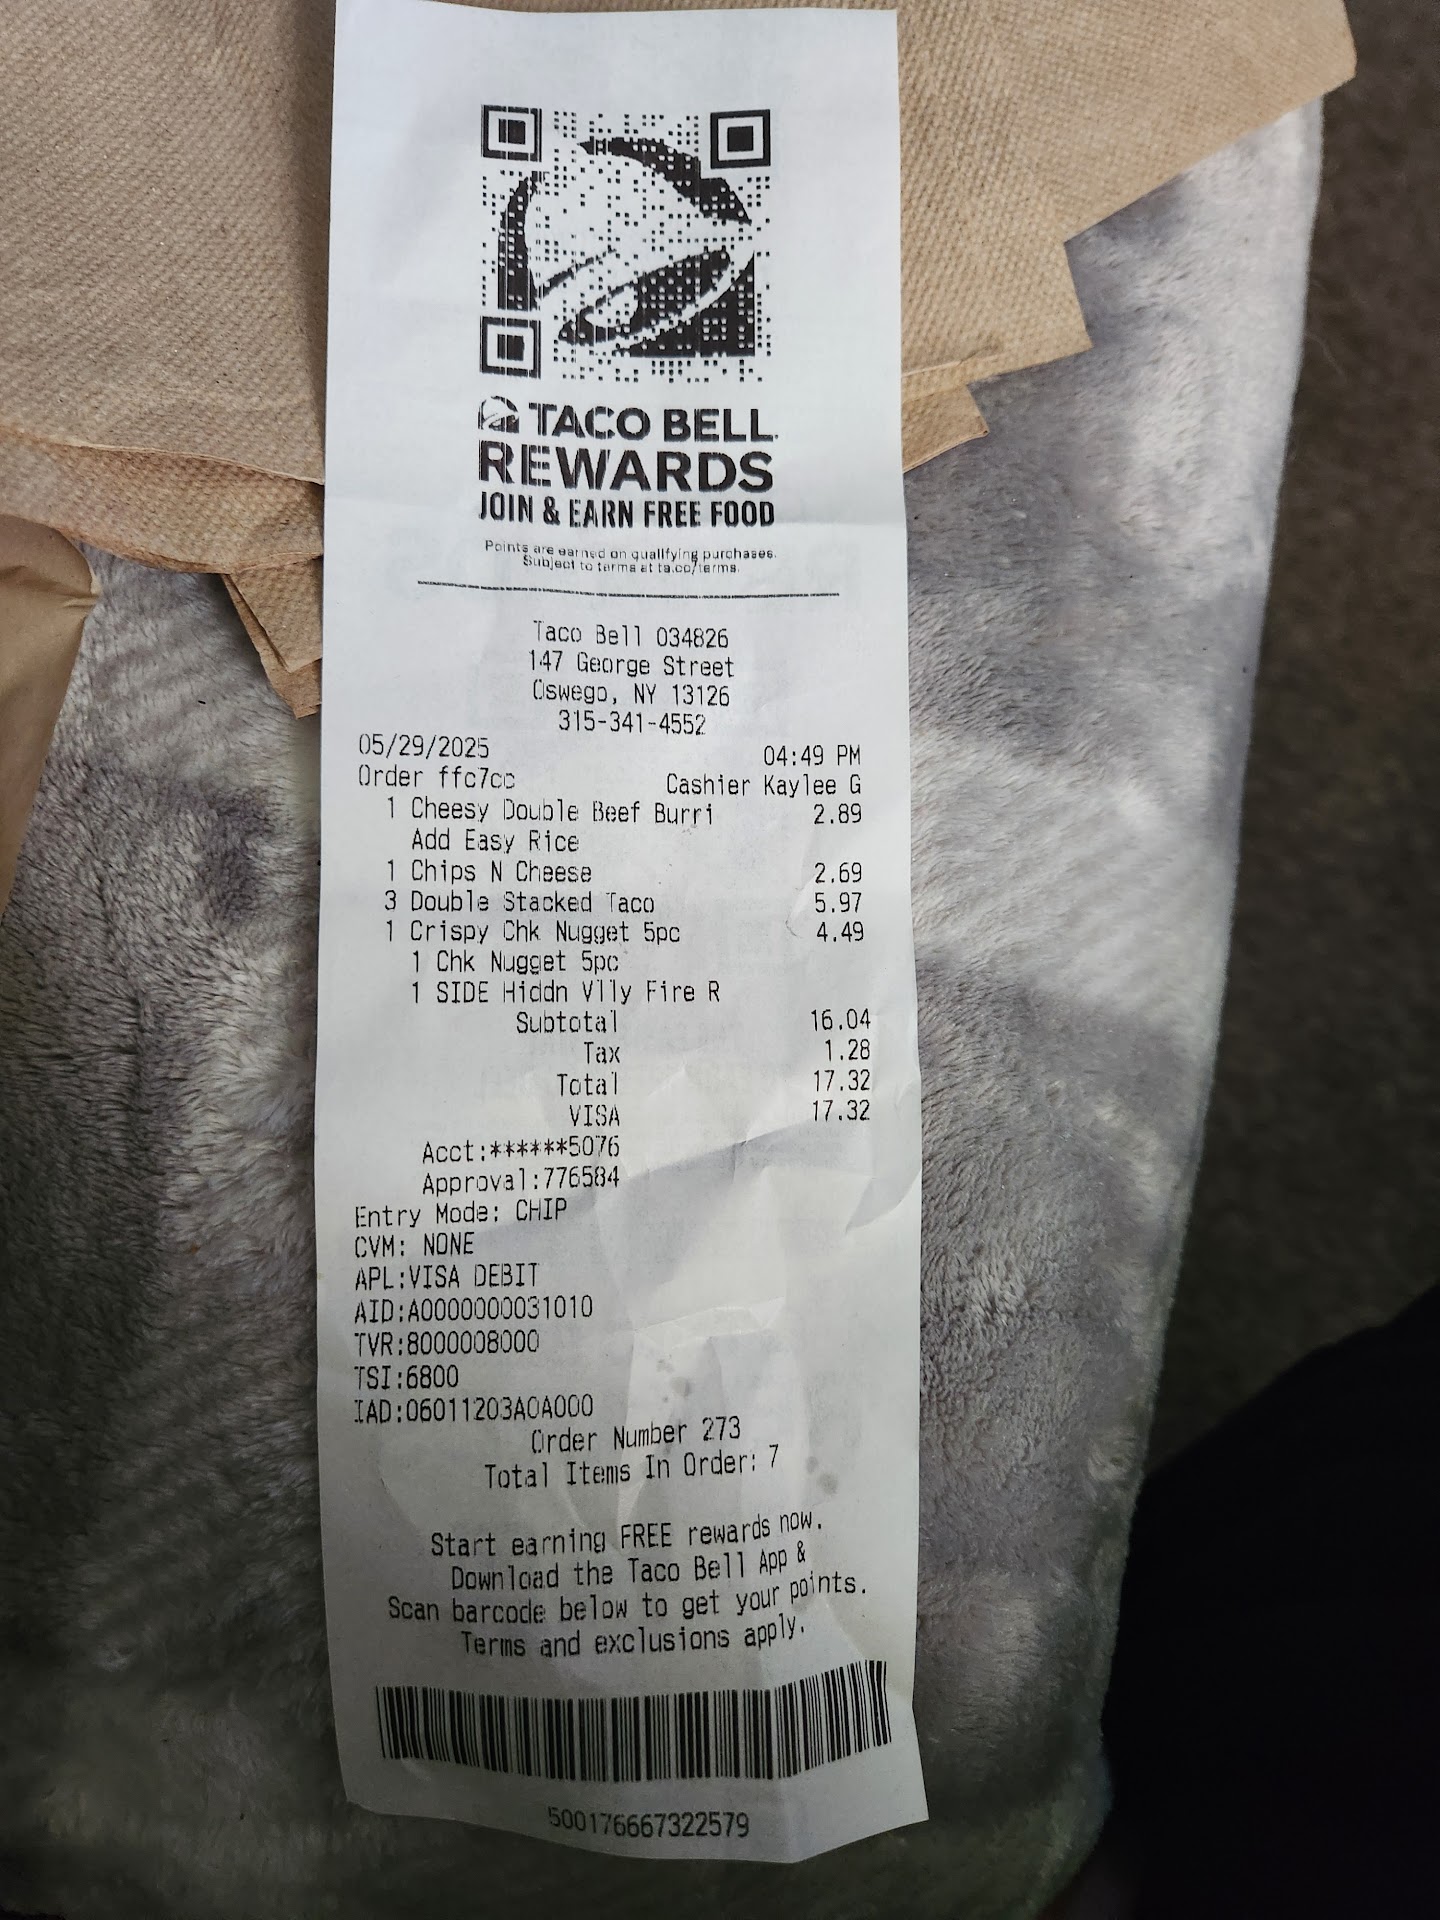 TACO BELL
REWARDS
JOIN & EARN FREE FOOD
Points are earned on qualifying purchases.
Subject to terms at ta.co/terms.
Taco Bell 034826
147 George Street
Oswego, NY 13126
315-341-4552
05/29/2025 04:49 PM
Order ffc7cc Cashier Kaylee G
1 Cheesy Double Beef Burri 2.89
Add Easy Rice
1 Chips N Cheese 2.69
3 Double Stacked Taco 5.97
1 Crispy Chk Nugget 5pc 4.49
1 Chk Nugget 5pc
1 SIDE Hiddn Vlly Fire R
Subtotal 16.04
Tax 1.28
Total 17.32
VISA 17.32
Acct:******5076
Approval:776584
Entry Mode: CHIP
CVM: NONE
APL:VISA DEBIT
AID:A0000000031010
TVR:8000008000
TSI:6800
IAD:06011203A0A000
Order Number 273
Total Items In Order: 7
Start earning FREE rewards now.
Download the Taco Bell App &
Scan barcode below to get your points.
Terms and exclusions apply.
500176667322579